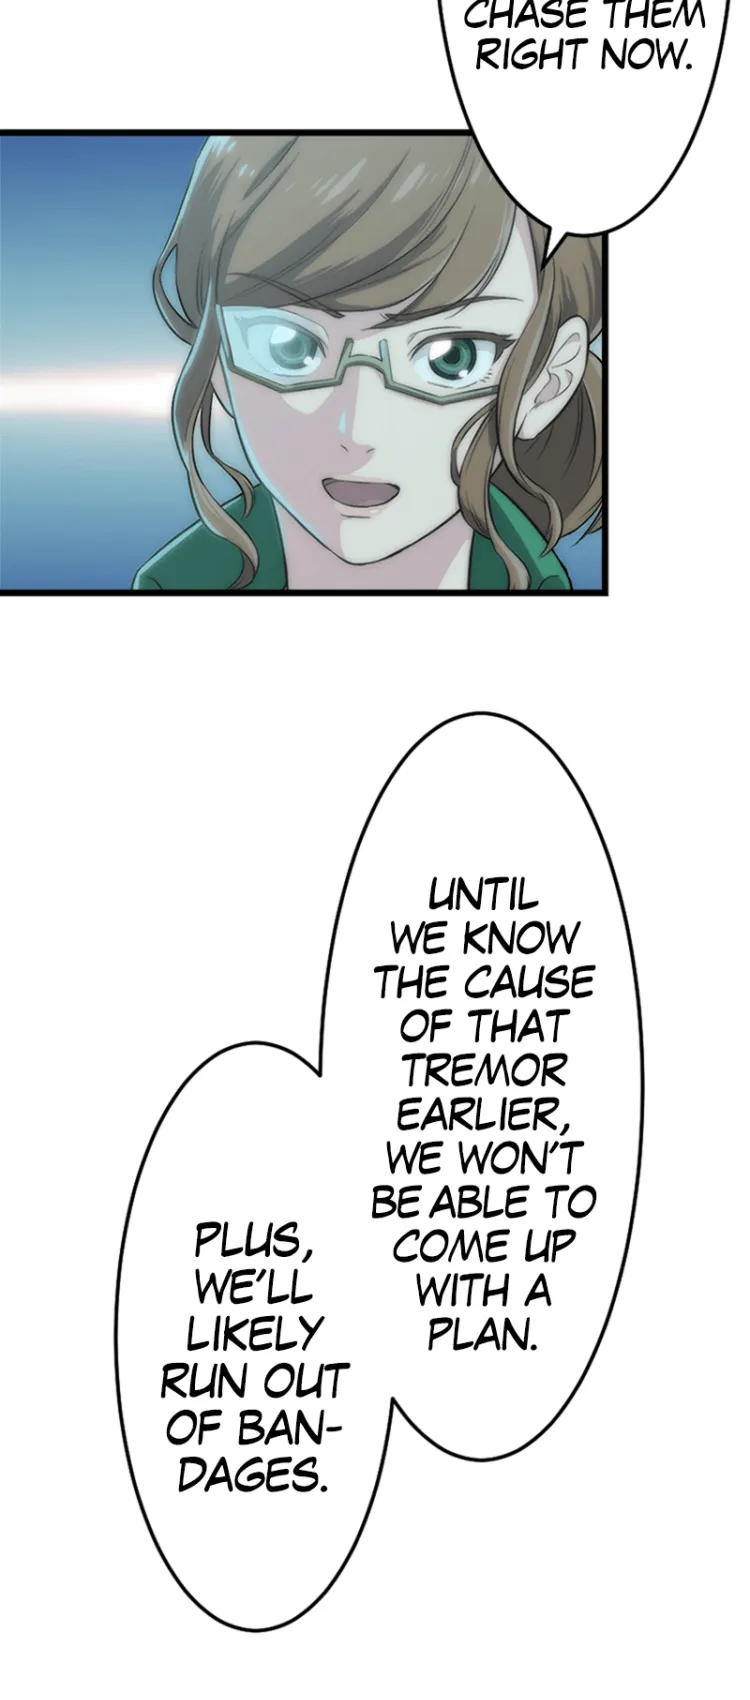 CHASE THEM
RIGHT NOW.
UNTIL
WE KNOW
THE CAUSE
OF THAT
TREMOR
EARLIER,
WE WON'T
BE ABLE TO
COME UP
WITH A
PLAN.
PLUS,
WE'LL
LIKELY
RUN OUT
OF BAN-
DAGES.